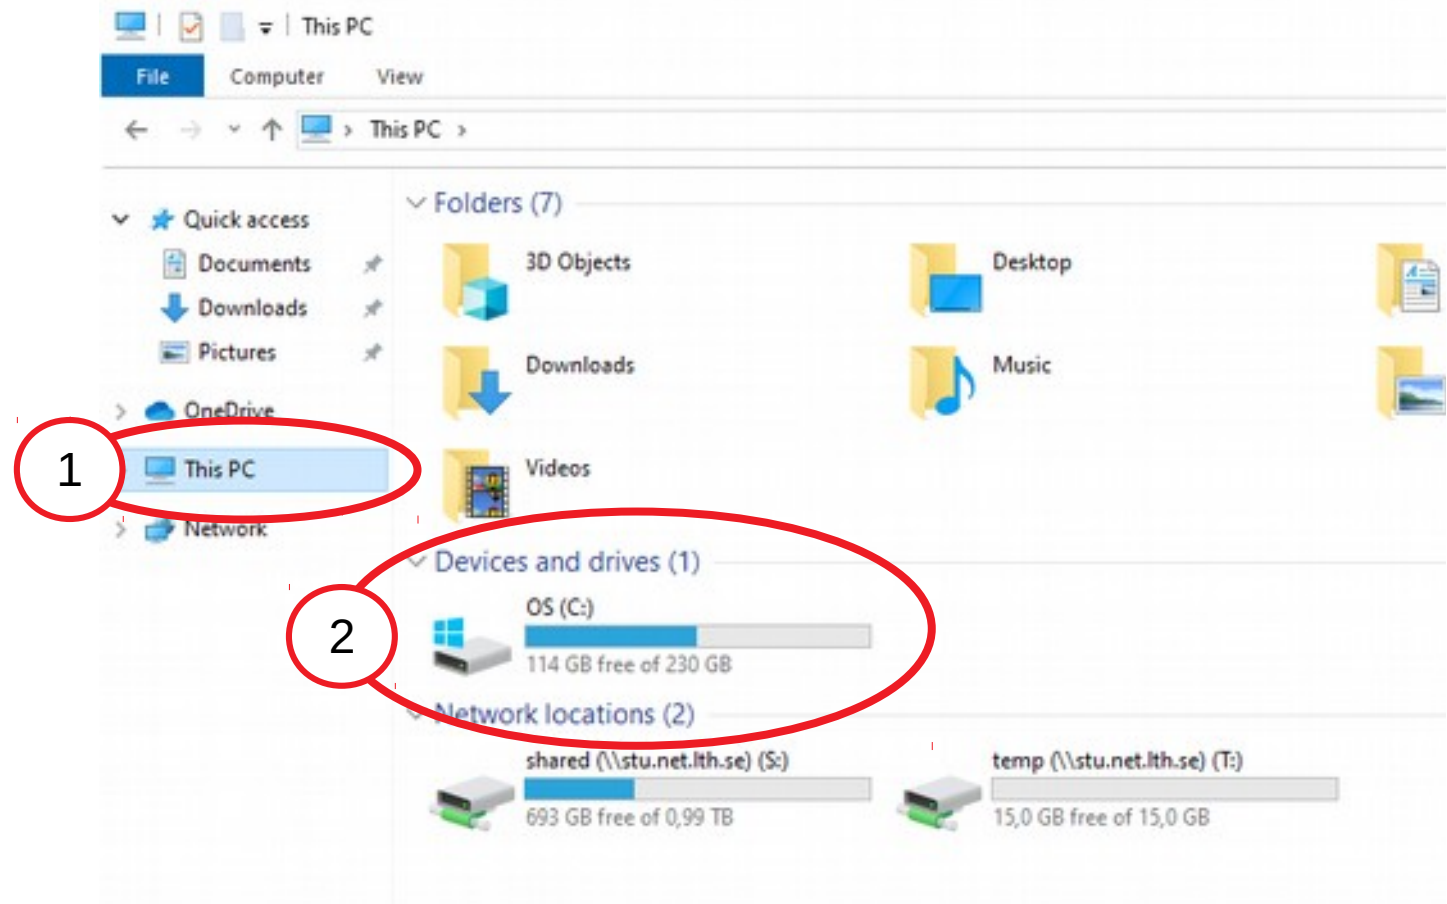 This PC
File Computer View
This PC
Quick access
Documents
Downloads
Pictures
OneDrive
1
This PC
Network
Folders (7)
3D Objects
Desktop
Downloads
Music
Videos
2
Devices and drives (1)
OS (C:)
114 GB free of 230 GB
Network locations (2)
shared (\\stu.net.lth.se) (S:)
693 GB free of 0,99 TB
temp (\\stu.net.lth.se) (T:)
15,0 GB free of 15,0 GB